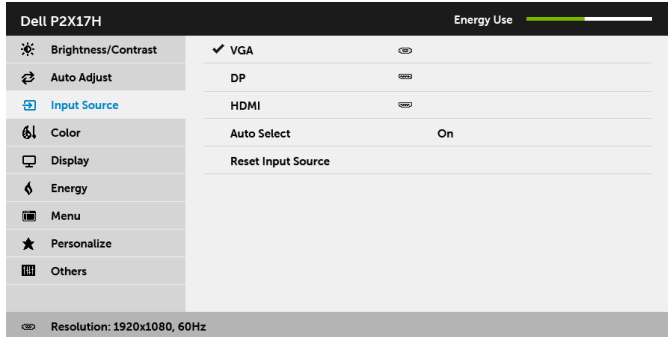 Dell P2X17H Energy Use
Brightness/Contrast VGA
Auto Adjust DP
Input Source HDMI
Color Auto Select On
Display Reset Input Source
Energy
Menu
Personalize
Others
Resolution: 1920x1080, 60Hz